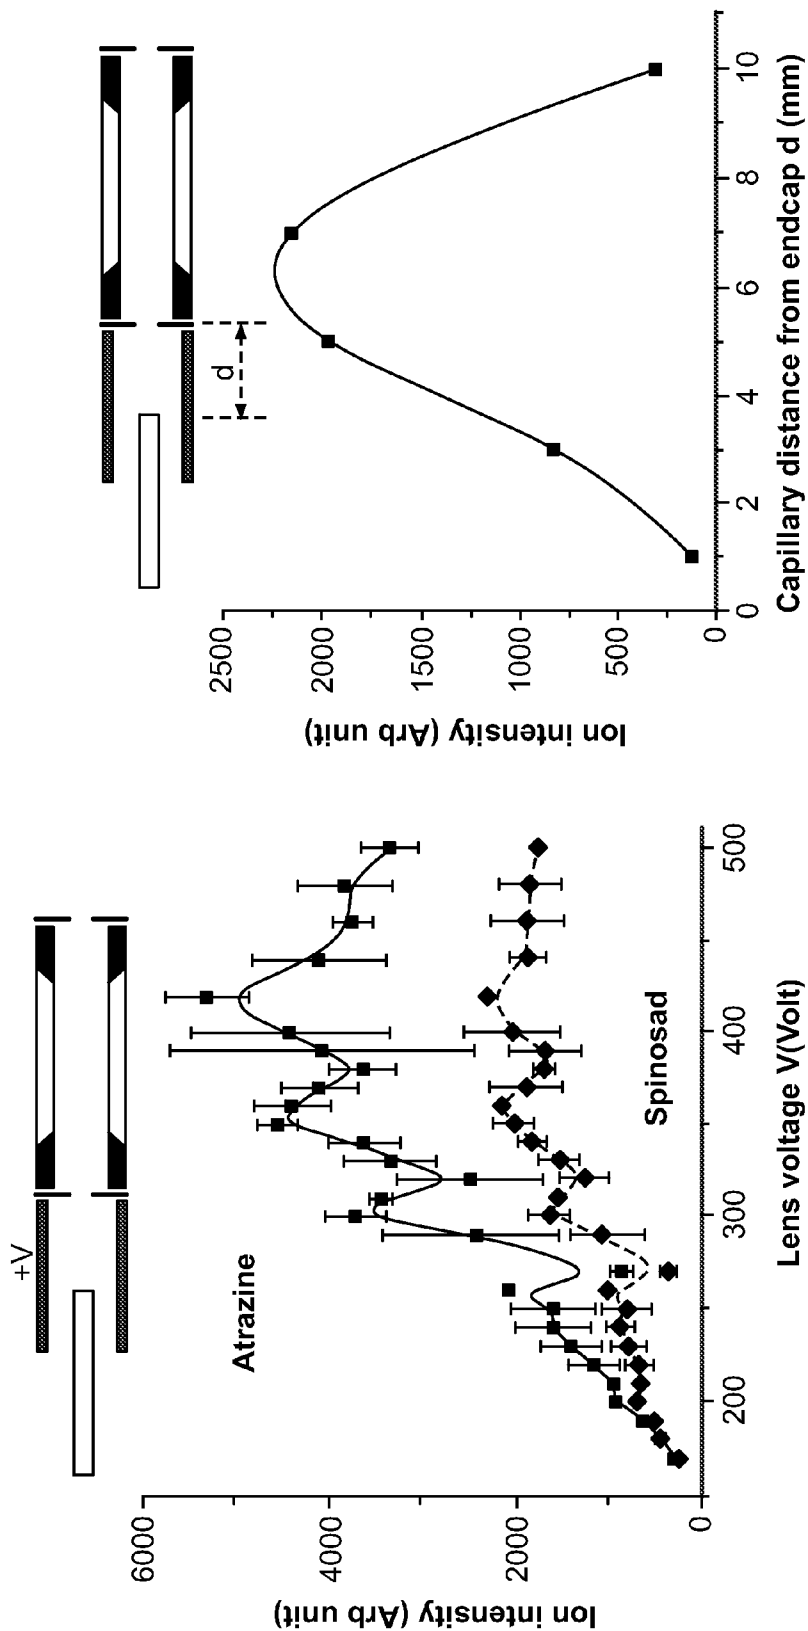 +V
Atrazine
Spinosad
6000
4000
2000
0
200
300
400
500
Ion intensity (Arb unit)
Lens voltage V(Volt)
d
2500
2000
1500
1000
500
0
0
2
4
6
8
10
Ion intensity (Arb unit)
Capillary distance from endcap d (mm)